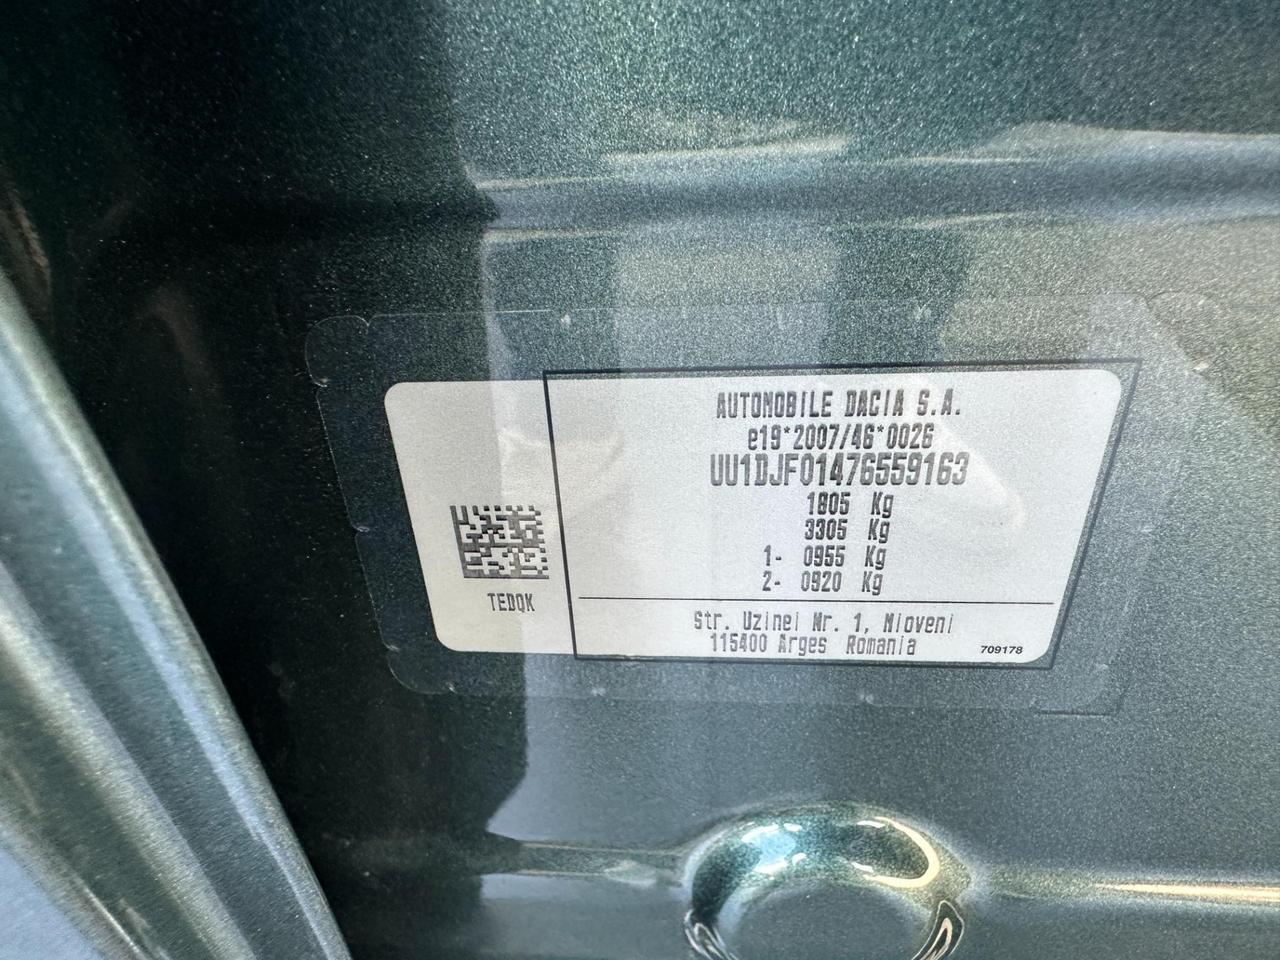 AUTOMOBILE DACIA S.A.
e19*2007/46*0026
UU1DJF01476559163
1805 Kg
3305 Kg
1- 0955 Kg
2- 0920 Kg
TEDQK
Str. Uzinei Nr. 1, Mioveni
115400 Arges Romania
709178